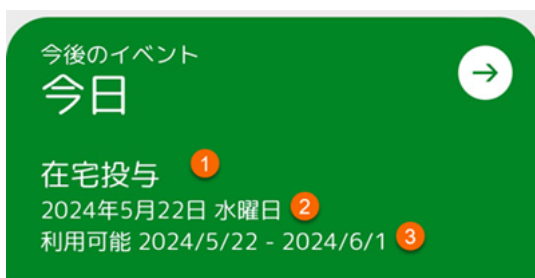 今後のイベント
今日
在宅投与 1
2024年5月22日 水曜日 2
利用可能 2024/5/22 - 2024/6/1 3